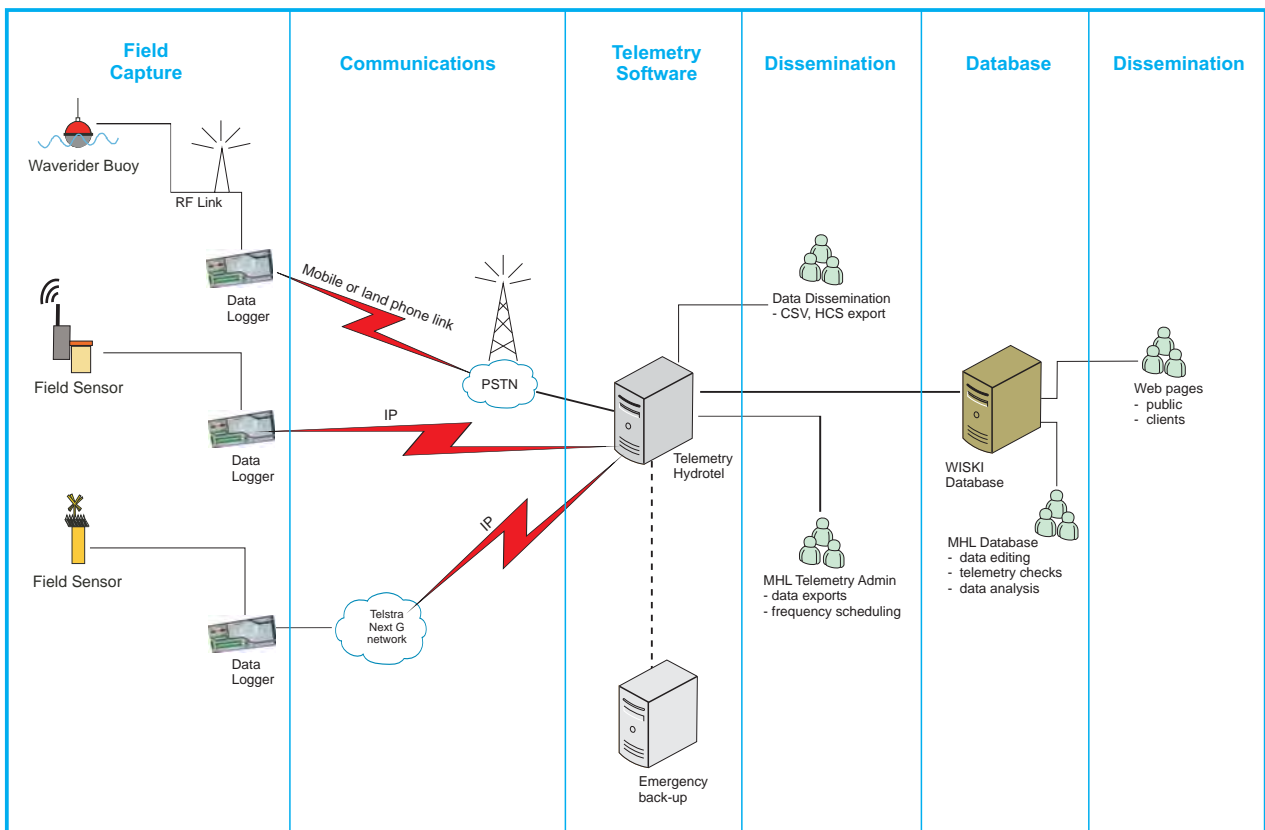 Field
Capture
Communications
Telemetry
Software
Dissemination
Database
Dissemination
Waverider Buoy
RF Link
Data
Logger
Mobile or land phone link
PSTN
Field Sensor
Data
Logger
IP
Telemetry
Hydrotel
Field Sensor
Data
Logger
Telstra
Next G
network
IP
Emergency
back-up
Data Dissemination
- CSV, HCS export
MHL Telemetry Admin
- data exports
- frequency scheduling
WISKI
Database
MHL Database
- data editing
- telemetry checks
- data analysis
Web pages
- public
- clients